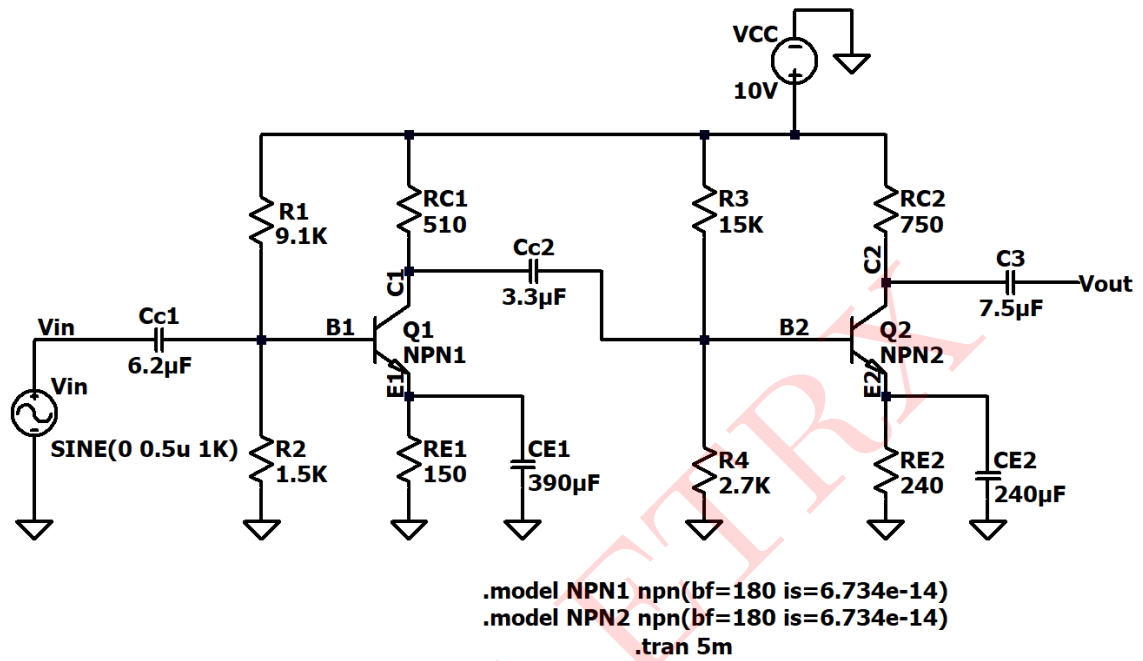 VCC
10V
R1
9.1K
RC1
510
R3
15K
RC2
750
Cc2
3.3µF
C1
C2
C3
7.5µF
Vout
Vin
Cc1
6.2µF
B1
Q1
NPN1
B2
Q2
NPN2
E1
E2
Vin
SINE(0 0.5u 1K)
R2
1.5K
RE1
150
CE1
390µF
R4
2.7K
RE2
240
CE2
240µF
.model NPN1 npn(bf=180 is=6.734e-14)
.model NPN2 npn(bf=180 is=6.734e-14)
.tran 5m
ETRX